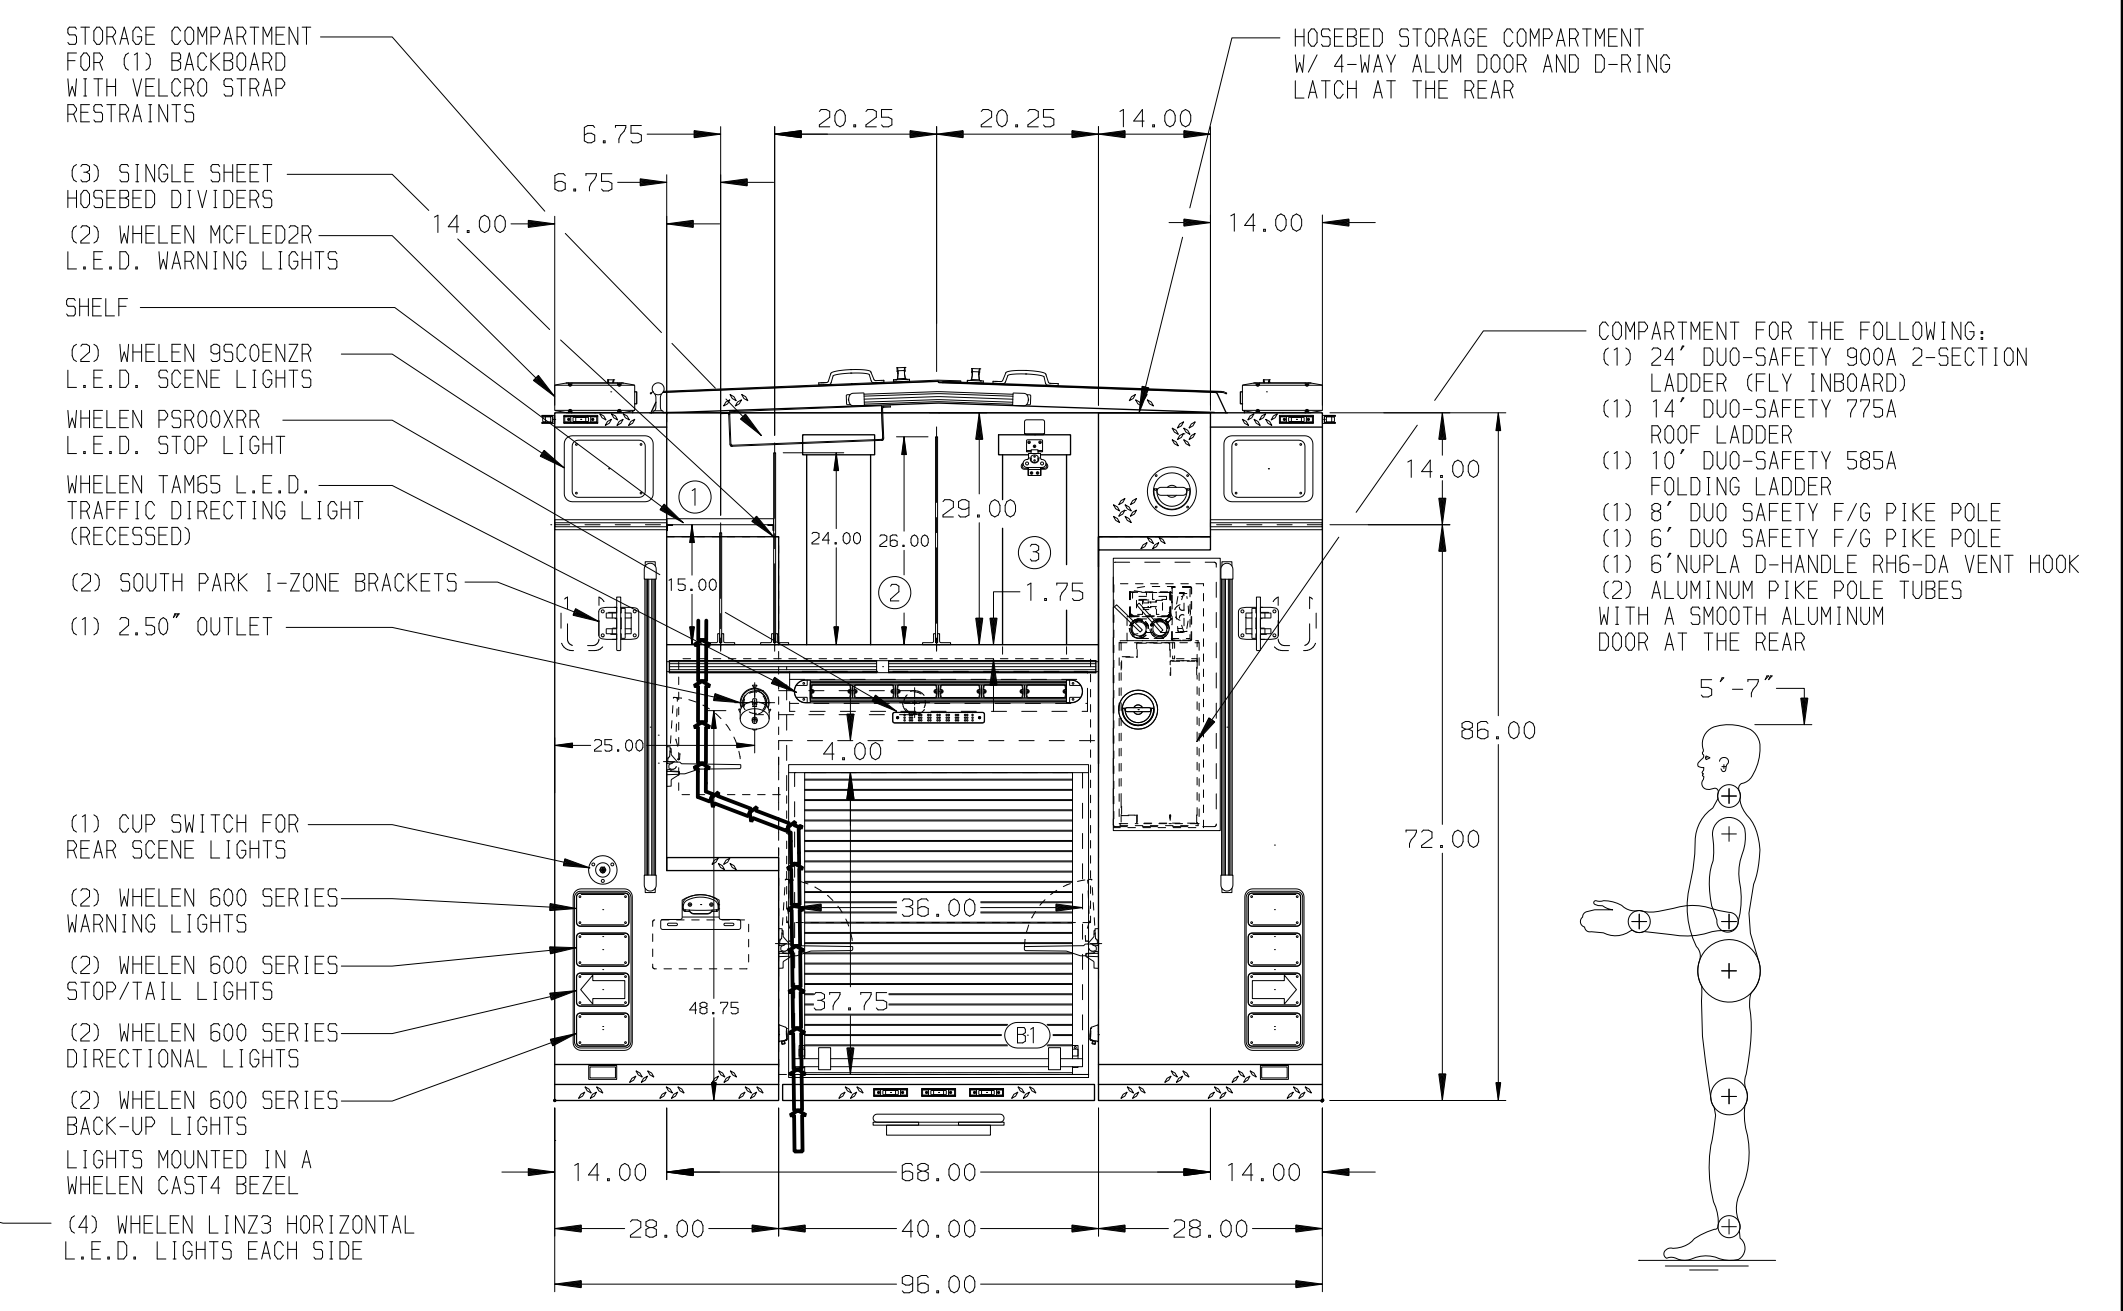 STORAGE COMPARTMENT
FOR (1) BACKBOARD
WITH VELCRO STRAP
RESTRAINTS
(3) SINGLE SHEET
HOSEBED DIVIDERS
(2) WHELEN MCFLED2R
L.E.D. WARNING LIGHTS
SHELF
(2) WHELEN 9SC0ENZR
L.E.D. SCENE LIGHTS
WHELEN PSR00XRR
L.E.D. STOP LIGHT
WHELEN TAM65 L.E.D.
TRAFFIC DIRECTING LIGHT
(RECESSED)
(2) SOUTH PARK I-ZONE BRACKETS
(1) 2.50" OUTLET
(1) CUP SWITCH FOR
REAR SCENE LIGHTS
(2) WHELEN 600 SERIES
WARNING LIGHTS
(2) WHELEN 600 SERIES
STOP/TAIL LIGHTS
(2) WHELEN 600 SERIES
DIRECTIONAL LIGHTS
(2) WHELEN 600 SERIES
BACK-UP LIGHTS
LIGHTS MOUNTED IN A
WHELEN CAST4 BEZEL
(4) WHELEN LINZ3 HORIZONTAL
L.E.D. LIGHTS EACH SIDE
HOSEBED STORAGE COMPARTMENT
W/ 4-WAY ALUM DOOR AND D-RING
LATCH AT THE REAR
COMPARTMENT FOR THE FOLLOWING:
(1) 24' DUO-SAFETY 900A 2-SECTION
LADDER (FLY INBOARD)
(1) 14' DUO-SAFETY 775A
ROOF LADDER
(1) 10' DUO-SAFETY 585A
FOLDING LADDER
(1) 8' DUO SAFETY F/G PIKE POLE
(1) 6' DUO SAFETY F/G PIKE POLE
(1) 6'NUPLA D-HANDLE RH6-DA VENT HOOK
(2) ALUMINUM PIKE POLE TUBES
WITH A SMOOTH ALUMINUM
DOOR AT THE REAR
5'-7"
20.25
20.25
14.00
6.75
6.75
14.00
14.00
1
2
3
24.00
26.00
29.00
15.00
1.75
14.00
86.00
72.00
25.00
4.00
36.00
37.75
48.75
B1
14.00
68.00
14.00
28.00
40.00
28.00
96.00